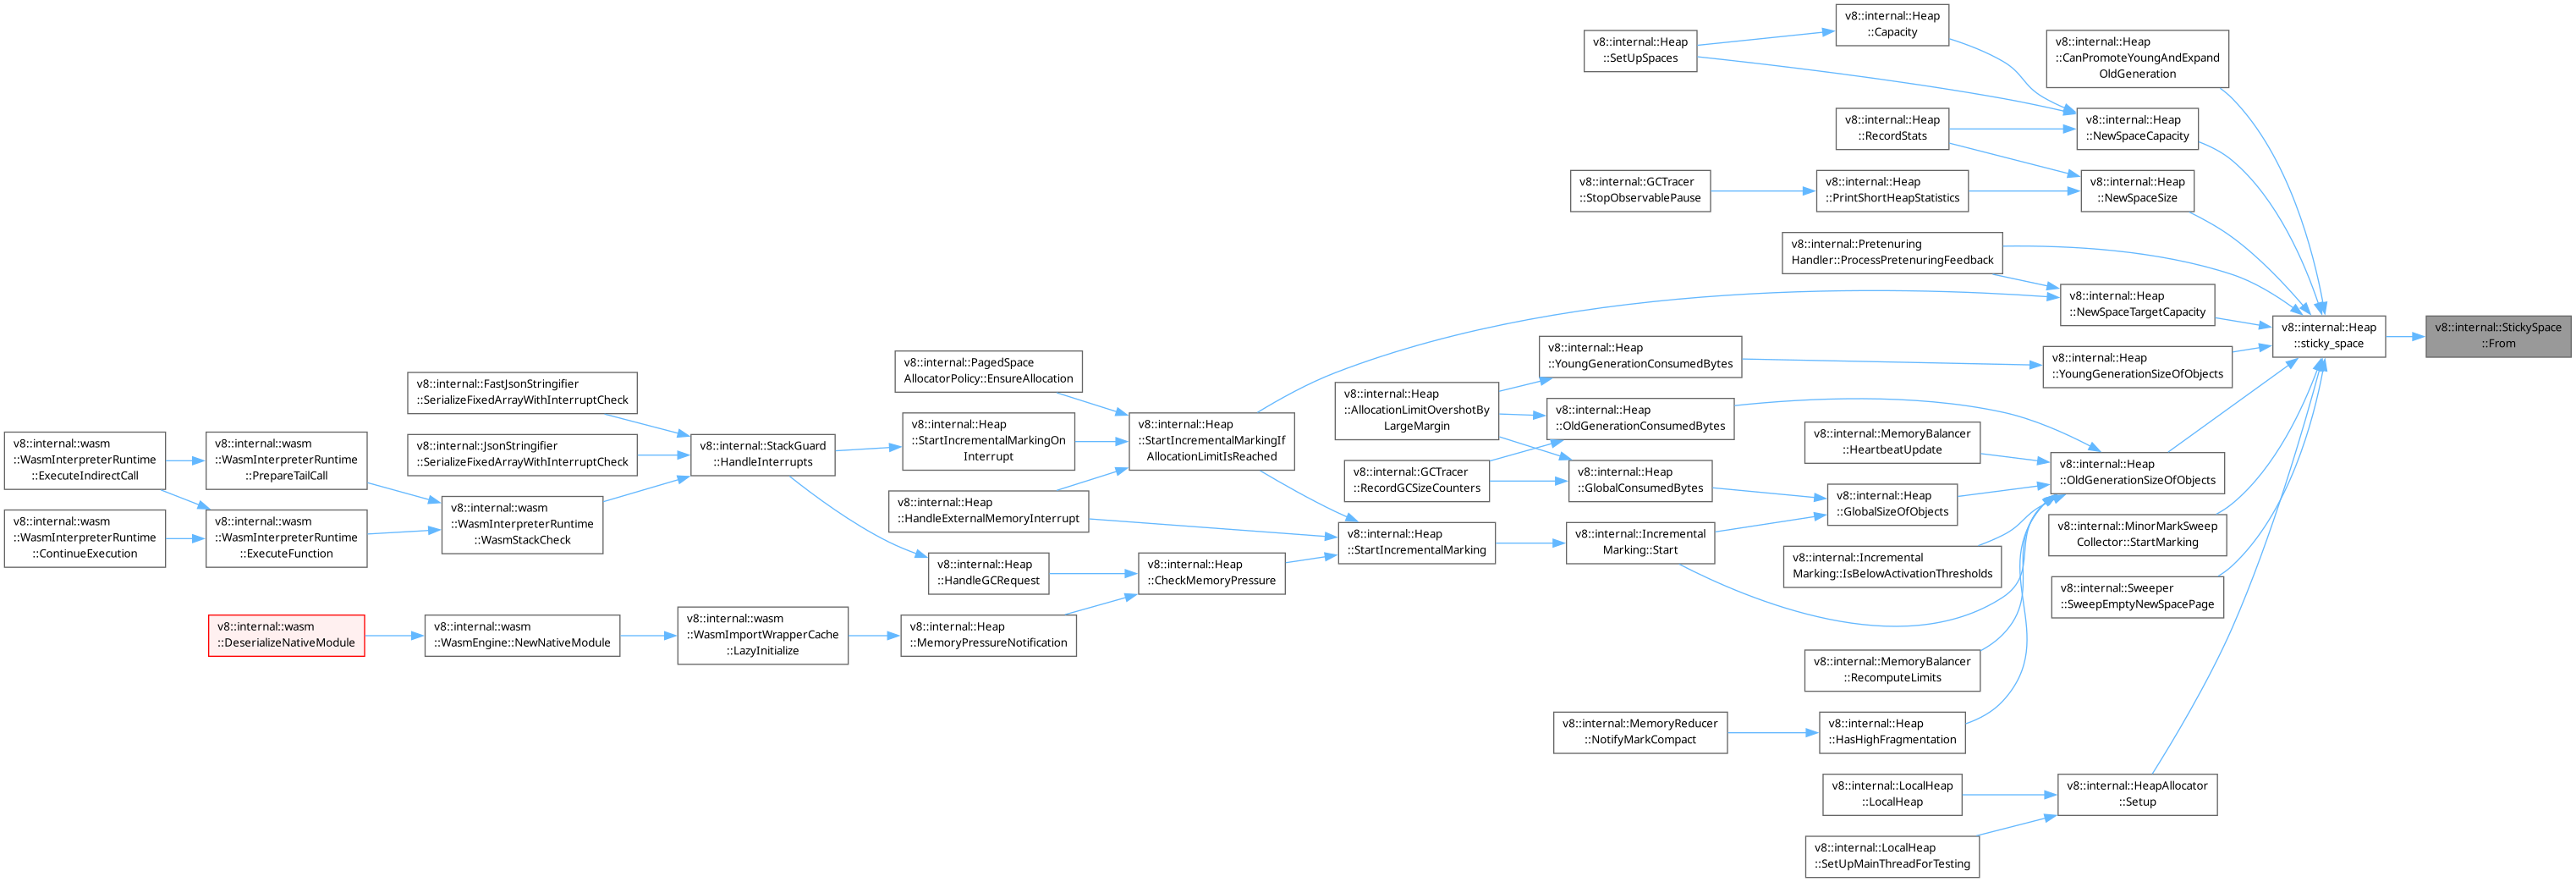 v8::internal::StickySpace
::From
v8::internal::Heap
::sticky_space
v8::internal::Heap
::CanPromoteYoungAndExpand
OldGeneration
v8::internal::Heap
::NewSpaceCapacity
v8::internal::Heap
::Capacity
v8::internal::Heap
::SetUpSpaces
v8::internal::Heap
::RecordStats
v8::internal::Heap
::NewSpaceSize
v8::internal::Heap
::PrintShortHeapStatistics
v8::internal::GCTracer
::StopObservablePause
v8::internal::Pretenuring
Handler::ProcessPretenuringFeedback
v8::internal::Heap
::NewSpaceTargetCapacity
v8::internal::Heap
::StartIncrementalMarkingIf
AllocationLimitIsReached
v8::internal::PagedSpace
AllocatorPolicy::EnsureAllocation
v8::internal::Heap
::StartIncrementalMarkingOn
Interrupt
v8::internal::StackGuard
::HandleInterrupts
v8::internal::FastJsonStringifier
::SerializeFixedArrayWithInterruptCheck
v8::internal::JsonStringifier
::SerializeFixedArrayWithInterruptCheck
v8::internal::wasm
::WasmInterpreterRuntime
::WasmStackCheck
v8::internal::wasm
::WasmInterpreterRuntime
::PrepareTailCall
v8::internal::wasm
::WasmInterpreterRuntime
::ExecuteIndirectCall
v8::internal::wasm
::WasmInterpreterRuntime
::ExecuteFunction
v8::internal::wasm
::WasmInterpreterRuntime
::ContinueExecution
v8::internal::Heap
::HandleExternalMemoryInterrupt
v8::internal::Heap
::YoungGenerationSizeOfObjects
v8::internal::Heap
::YoungGenerationConsumedBytes
v8::internal::Heap
::AllocationLimitOvershotBy
LargeMargin
v8::internal::Heap
::OldGenerationSizeOfObjects
v8::internal::Heap
::OldGenerationConsumedBytes
v8::internal::GCTracer
::RecordGCSizeCounters
v8::internal::MemoryBalancer
::HeartbeatUpdate
v8::internal::Heap
::GlobalSizeOfObjects
v8::internal::Heap
::GlobalConsumedBytes
v8::internal::Incremental
Marking::Start
v8::internal::Heap
::StartIncrementalMarking
v8::internal::Heap
::CheckMemoryPressure
v8::internal::Heap
::HandleGCRequest
v8::internal::Heap
::MemoryPressureNotification
v8::internal::wasm
::WasmImportWrapperCache
::LazyInitialize
v8::internal::wasm
::WasmEngine::NewNativeModule
v8::internal::wasm
::DeserializeNativeModule
v8::internal::Incremental
Marking::IsBelowActivationThresholds
v8::internal::MemoryBalancer
::RecomputeLimits
v8::internal::Heap
::HasHighFragmentation
v8::internal::MemoryReducer
::NotifyMarkCompact
v8::internal::MinorMarkSweep
Collector::StartMarking
v8::internal::Sweeper
::SweepEmptyNewSpacePage
v8::internal::HeapAllocator
::Setup
v8::internal::LocalHeap
::LocalHeap
v8::internal::LocalHeap
::SetUpMainThreadForTesting